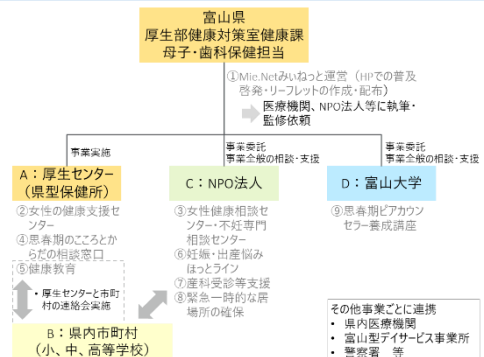 富山県
厚生部健康対策室健康課
母子・歯科保健担当
①Mie.Netみいねっと運営（HPでの普及
啓発・リーフレットの作成・配布）
医療機関、NPO法人等に執筆・
監修依頼
事業実施
事業委託
事業全般の相談・支援
事業委託
事業全般の相談・支援
A：厚生センター
（県型保健所）
②女性の健康支援セ
ンター
④思春期のこころとか
らだの相談窓口
⑤健康教育
・厚生センターと市町
村の連絡会実施
B：県内市町村
（小、中、高等学校）
C：NPO法人
③女性健康相談セ
ンター・不妊専門
相談センター
⑥妊娠・出産悩み
ほっとライン
⑦産科受診等支援
⑧緊急一時的な居
場所の確保
D：富山大学
⑨思春期ピアカウン
セラー養成講座
その他事業ごとに連携
• 県内医療機関
• 富山型デイサービス事業所
• 警察署　等